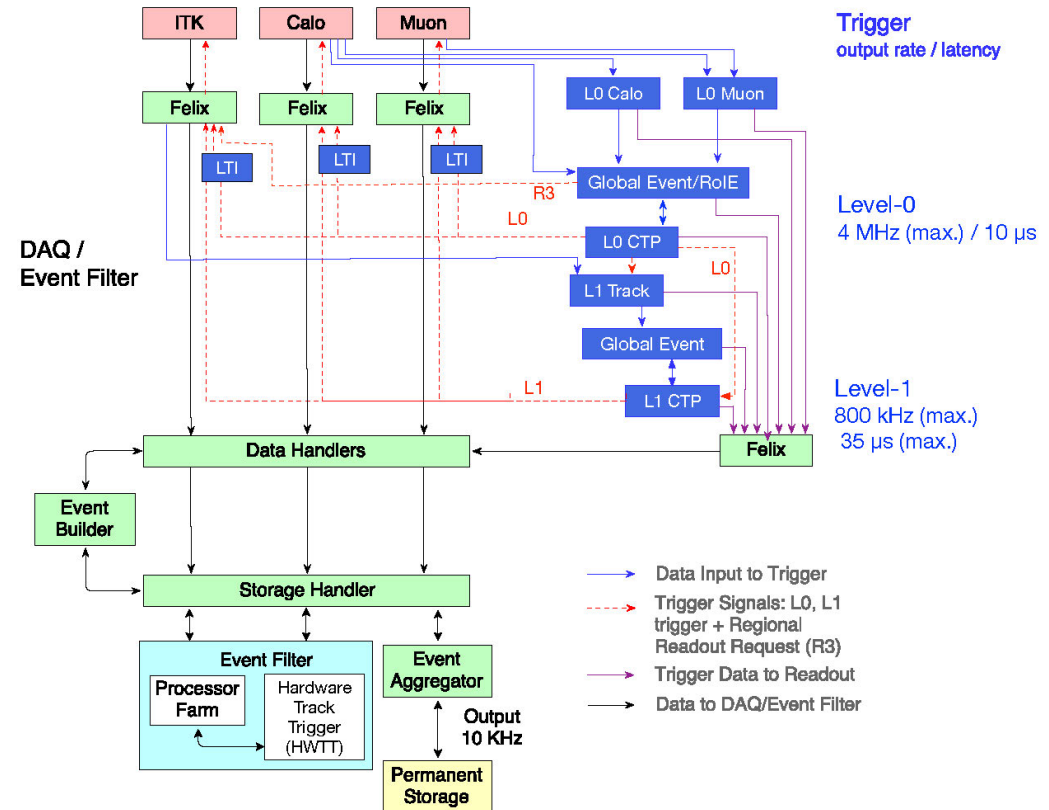 ITK
Calo
Muon
Trigger
output rate / latency
Felix
Felix
Felix
L0 Calo
L0 Muon
LTI
LTI
LTI
Global Event/RoIE
R3
L0
Level-0
4 MHz (max.) / 10 µs
L0 CTP
L0
DAQ /
Event Filter
L1 Track
Global Event
L1
L1 CTP
Level-1
800 kHz (max.)
35 µs (max.)
Data Handlers
Felix
Event
Builder
Storage Handler
Data Input to Trigger
Trigger Signals: L0, L1
trigger + Regional
Readout Request (R3)
Trigger Data to Readout
Data to DAQ/Event Filter
Event Filter
Processor
Farm
Hardware
Track
Trigger
(HWTT)
Event
Aggregator
Output
10 KHz
Permanent
Storage